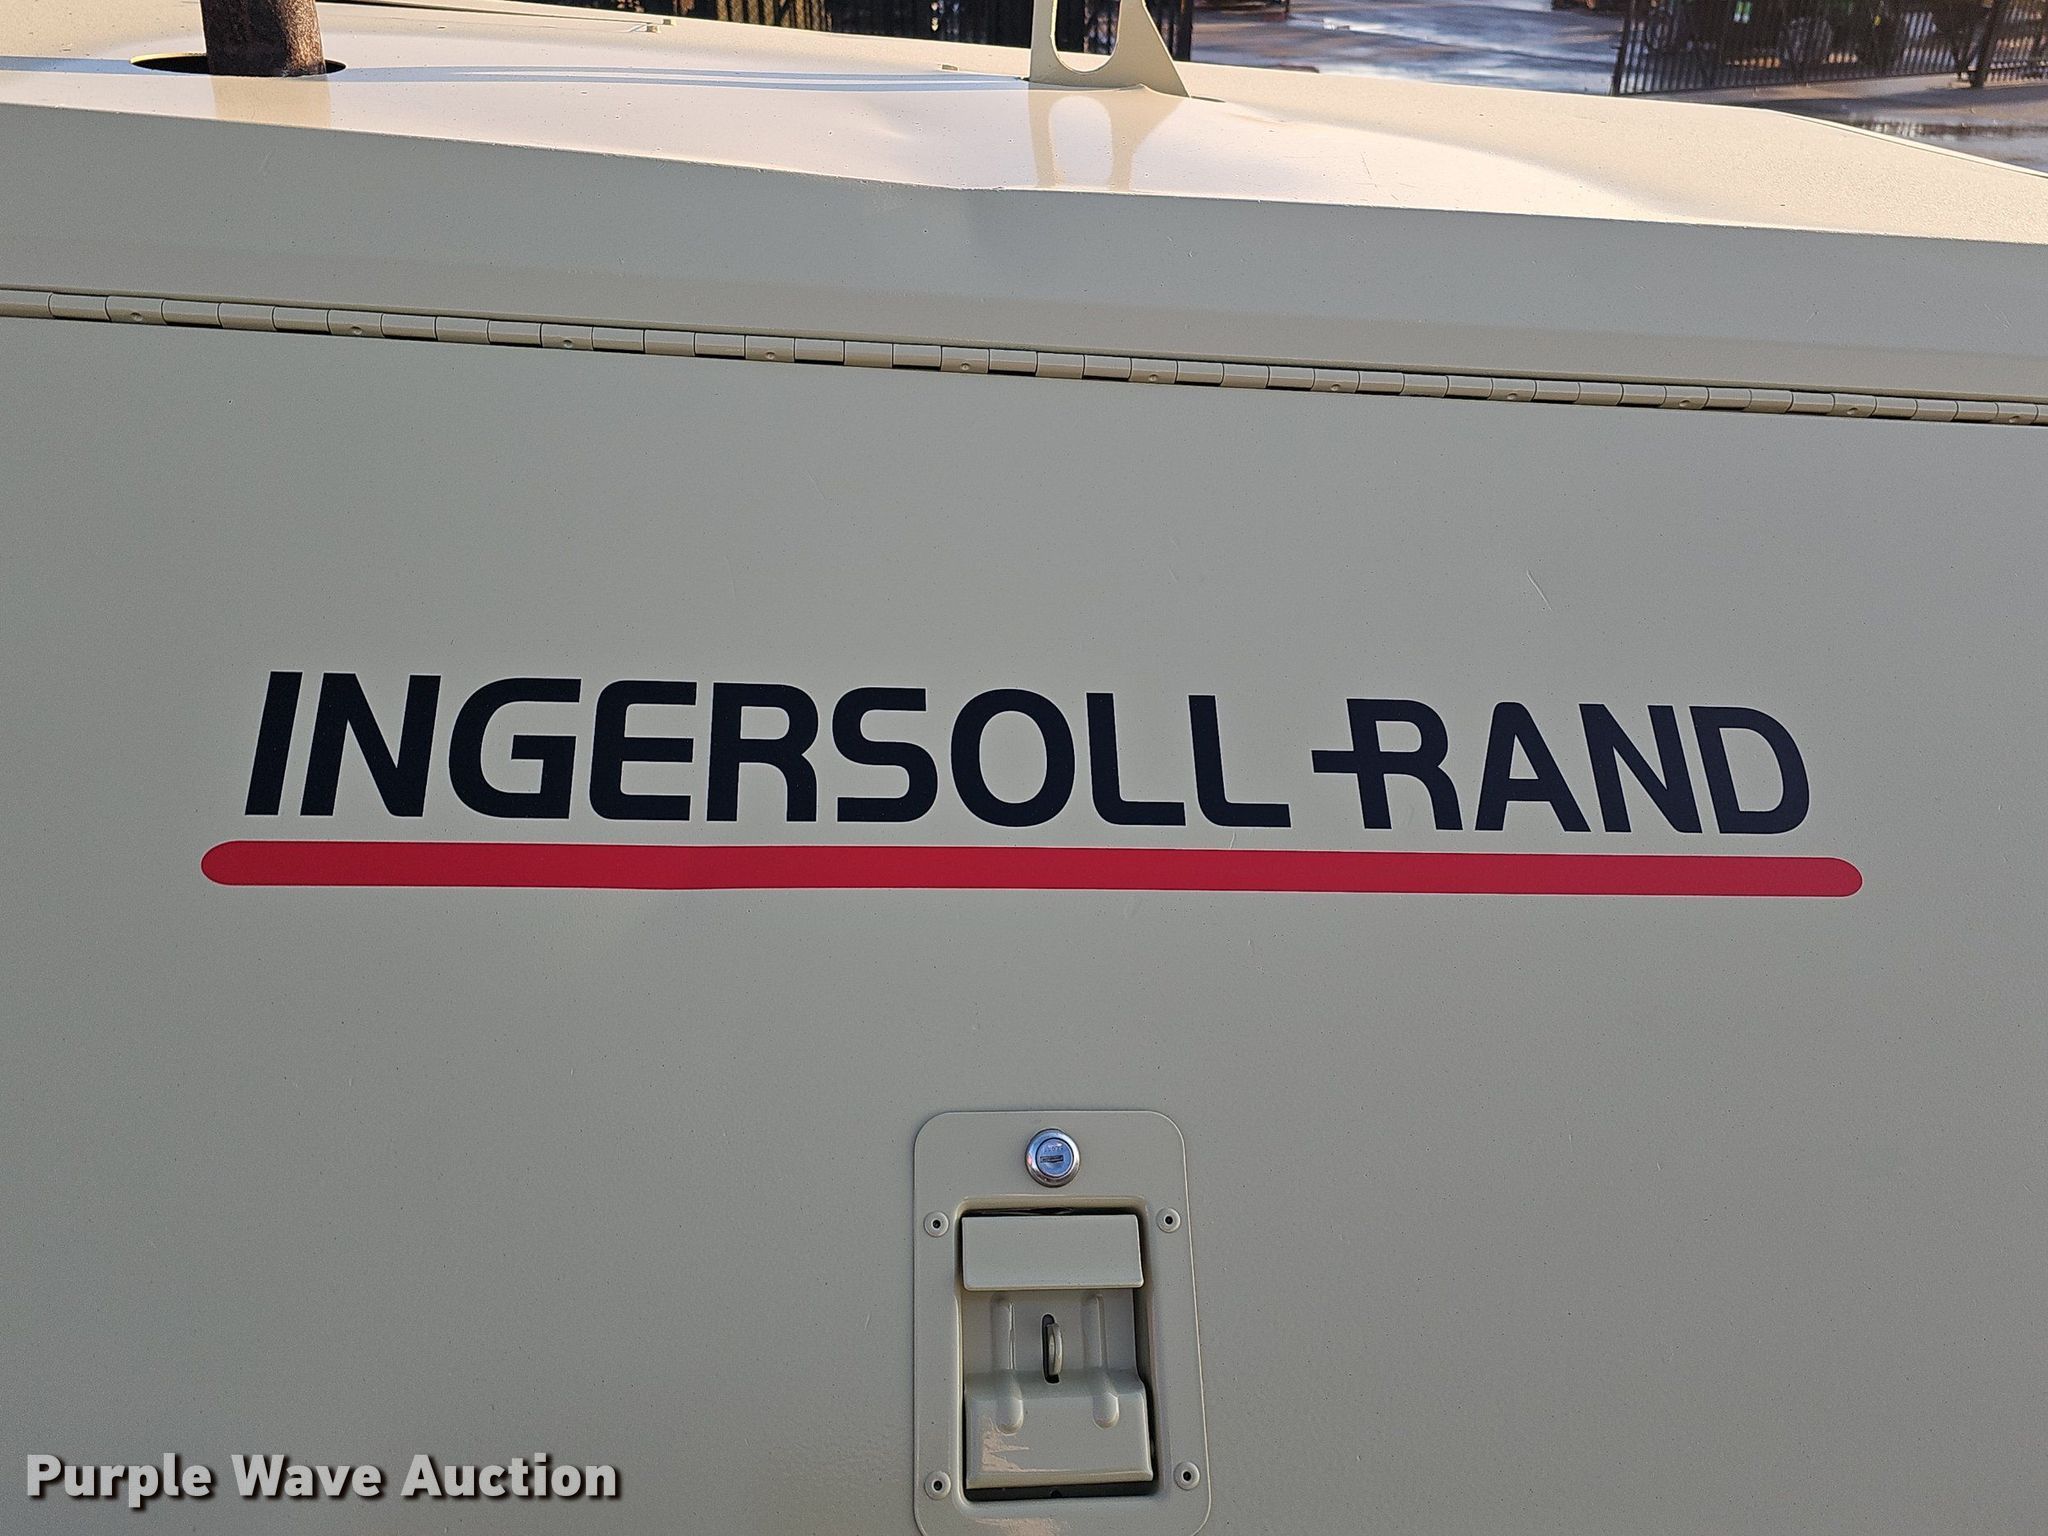 INGERSOLL-RAND
Purple Wave Auction